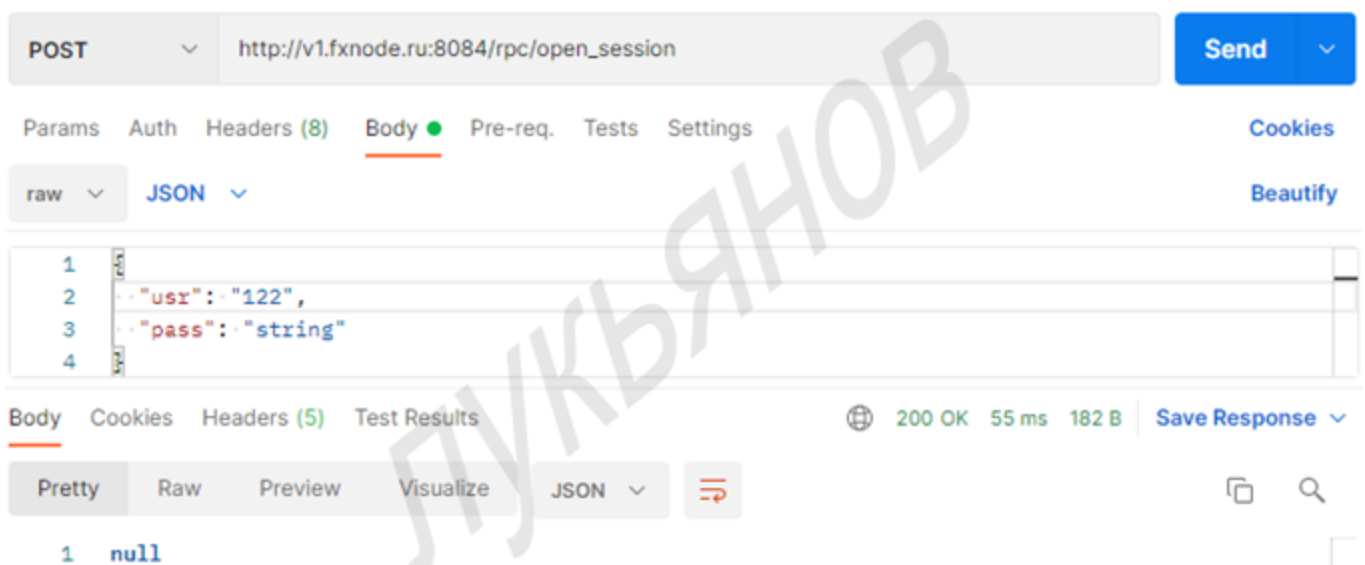 POST http://v1.fxnode.ru:8084/rpc/open_session Send
Params Auth Headers (8) Body Pre-req. Tests Settings Cookies
raw JSON Beautify
1 {
2 "usr": "122",
3 "pass": "string"
4 }
Body Cookies Headers (5) Test Results 200 OK 55 ms 182 B Save Response
Pretty Raw Preview Visualize JSON
1 null
ЛУКЬЯНОВ